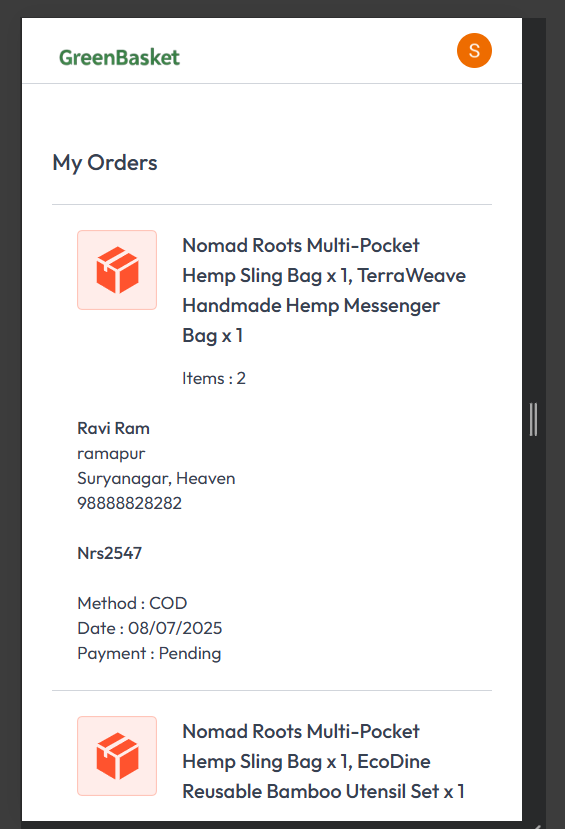 GreenBasket
S
My Orders
Nomad Roots Multi-Pocket
Hemp Sling Bag x 1, TerraWeave
Handmade Hemp Messenger
Bag x 1
Items : 2
Ravi Ram
ramapur
Suryanagar, Heaven
98888828282
Nrs2547
Method : COD
Date : 08/07/2025
Payment : Pending
Nomad Roots Multi-Pocket
Hemp Sling Bag x 1, EcoDine
Reusable Bamboo Utensil Set x 1